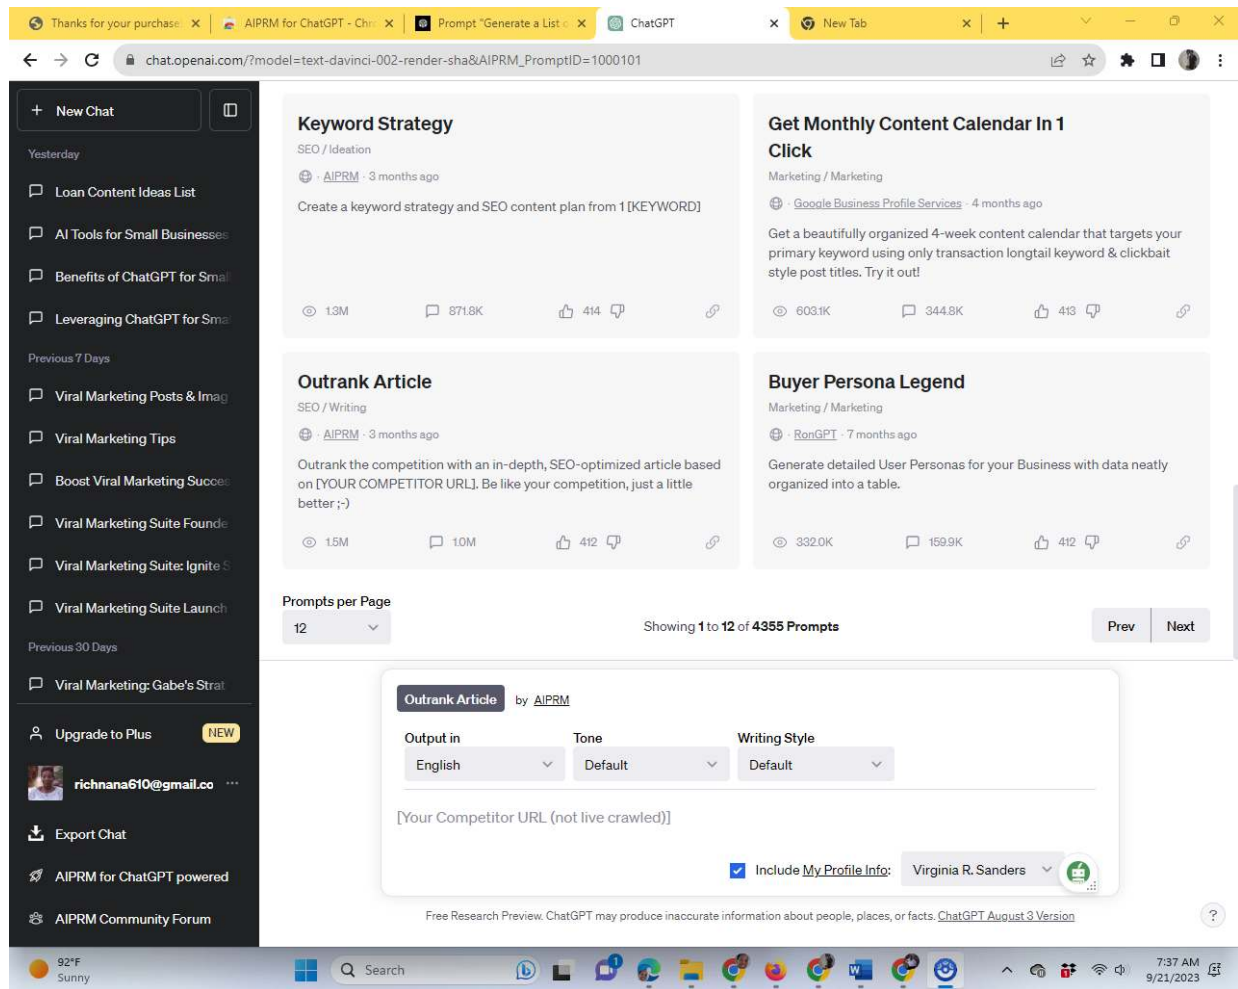 Thanks for your purchase
AIPRM for ChatGPT - Chr
Prompt "Generate a List o
ChatGPT
New Tab
chat.openai.com/?model=text-davinci-002-render-sha&AIPRM_PromptID=1000101
New Chat
Yesterday
Loan Content Ideas List
AI Tools for Small Businesses
Benefits of ChatGPT for Smal
Leveraging ChatGPT for Sma
Previous 7 Days
Viral Marketing Posts & Imag
Viral Marketing Tips
Boost Viral Marketing Succes
Viral Marketing Suite Founde
Viral Marketing Suite: Ignite S
Viral Marketing Suite Launch
Previous 30 Days
Viral Marketing: Gabe's Strat
Upgrade to Plus NEW
richnana610@gmail.co
Export Chat
AIPRM for ChatGPT powered
AIPRM Community Forum
Keyword Strategy
SEO / Ideation
· AIPRM · 3 months ago
Create a keyword strategy and SEO content plan from 1 [KEYWORD]
1.3M 871.8K 414
Get Monthly Content Calendar In 1
Click
Marketing / Marketing
· Google Business Profile Services · 4 months ago
Get a beautifully organized 4-week content calendar that targets your
primary keyword using only transaction longtail keyword & clickbait
style post titles. Try it out!
603.1K 344.8K 413
Outrank Article
SEO / Writing
· AIPRM · 3 months ago
Outrank the competition with an in-depth, SEO-optimized article based
on [YOUR COMPETITOR URL]. Be like your competition, just a little
better ;-)
1.5M 1.0M 412
Buyer Persona Legend
Marketing / Marketing
· RonGPT · 7 months ago
Generate detailed User Personas for your Business with data neatly
organized into a table.
332.0K 159.9K 412
Prompts per Page
12
Showing 1 to 12 of 4355 Prompts
Prev Next
Outrank Article by AIPRM
Output in Tone Writing Style
English Default Default
[Your Competitor URL (not live crawled)]
Include My Profile Info: Virginia R. Sanders
Free Research Preview. ChatGPT may produce inaccurate information about people, places, or facts. ChatGPT August 3 Version
?
92°F
Sunny
Search
7:37 AM
9/21/2023